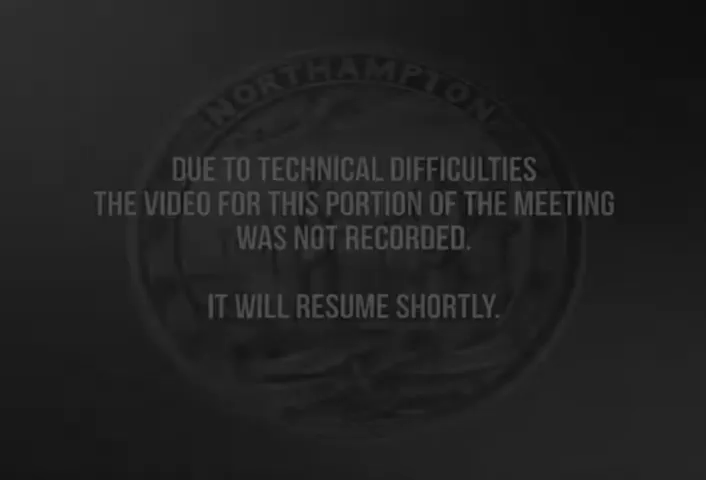 NORTHAMPTON
DUE TO TECHNICAL DIFFICULTIES
THE VIDEO FOR THIS PORTION OF THE MEETING
WAS NOT RECORDED.
IT WILL RESUME SHORTLY.